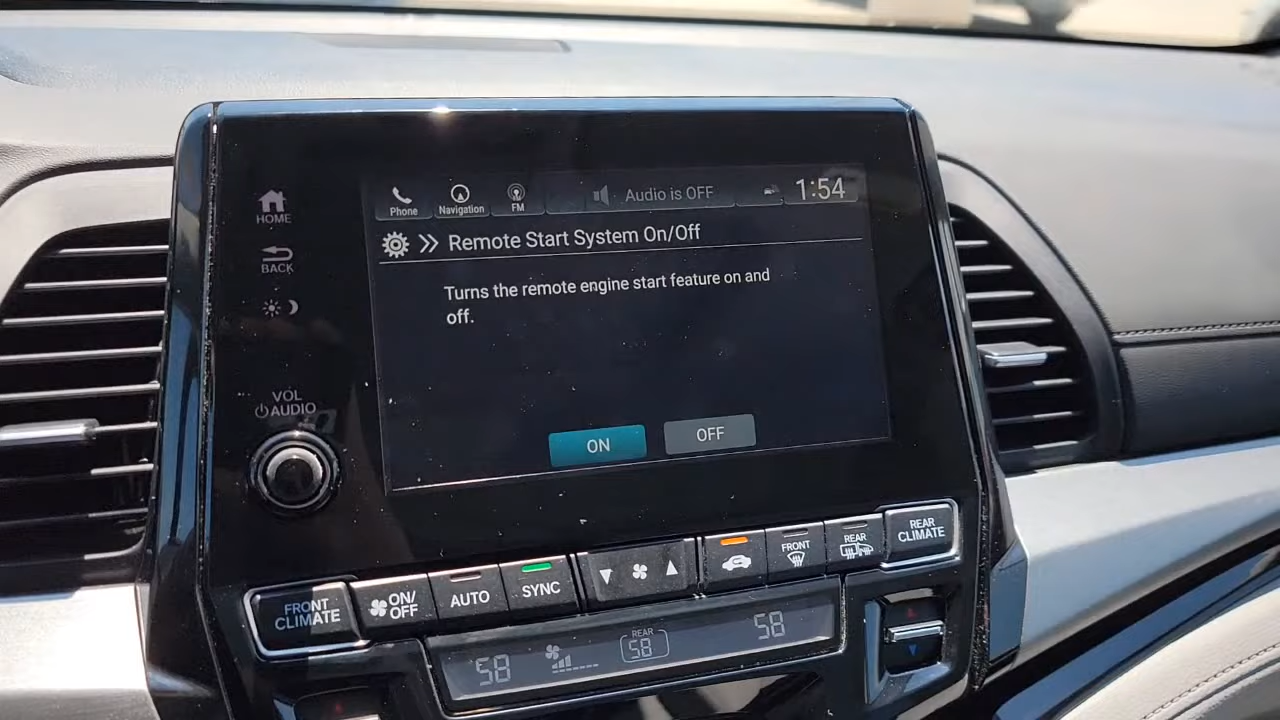 HOME
BACK
VOL
AUDIO
Phone
Navigation
FM
Audio is OFF
1:54
Remote Start System On/Off
Turns the remote engine start feature on and
off.
ON
OFF
FRONT
CLIMATE
ON/
OFF
AUTO
SYNC
FRONT
REAR
REAR
CLIMATE
58
REAR
58
58